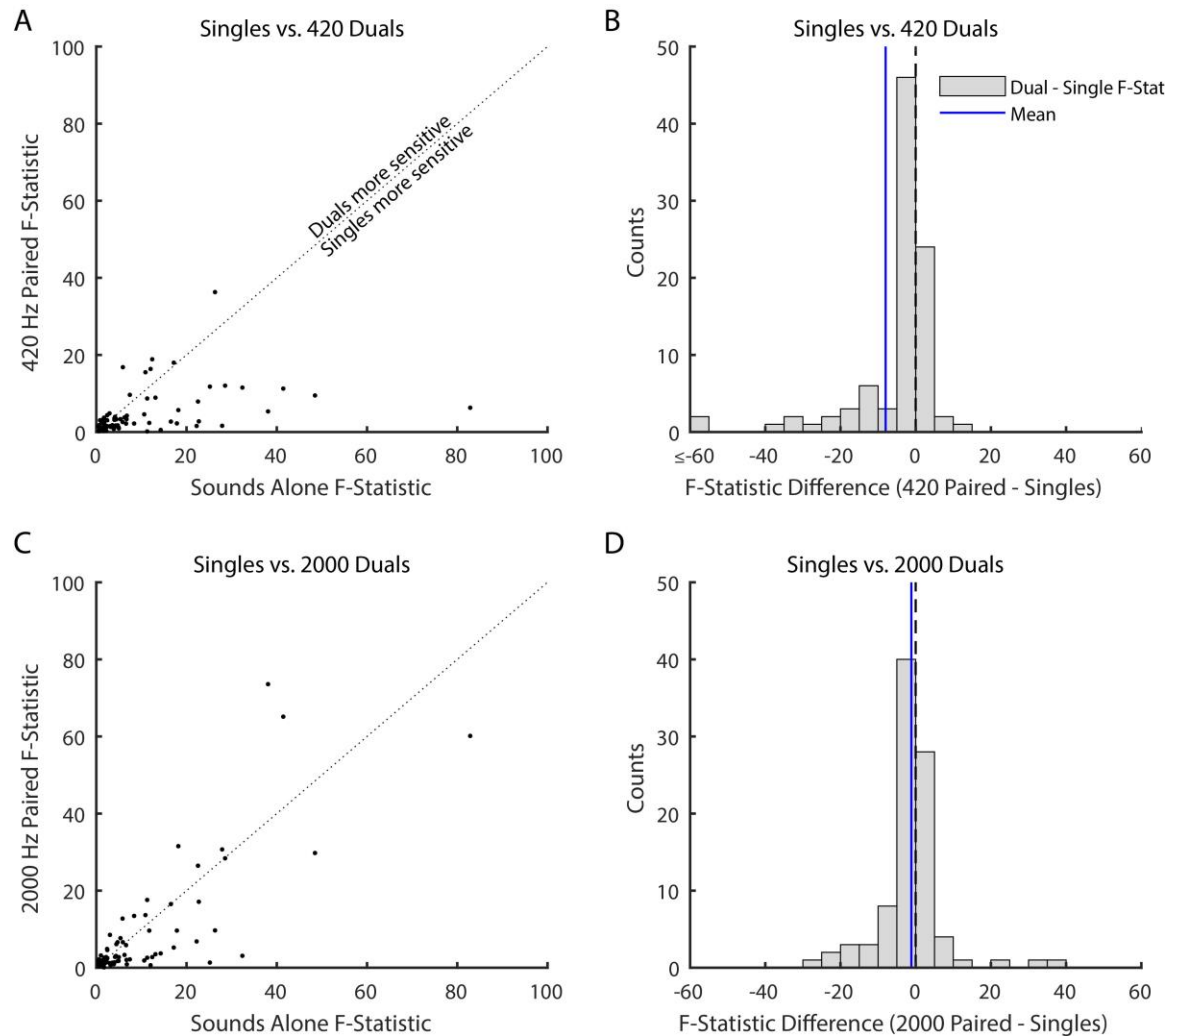 A
Singles vs. 420 Duals
100
80
60
40
20
0
420 Hz Paired F-Statistic
Duals more sensitive
Singles more sensitive
0 20 40 60 80 100
Sounds Alone F-Statistic
B
Singles vs. 420 Duals
50
40
30
20
10
0
Counts
Dual - Single F-Stat
Mean
≤-60 -40 -20 0 20 40 60
F-Statistic Difference (420 Paired - Singles)
C
Singles vs. 2000 Duals
100
80
60
40
20
0
2000 Hz Paired F-Statistic
0 20 40 60 80 100
Sounds Alone F-Statistic
D
Singles vs. 2000 Duals
50
40
30
20
10
0
Counts
-60 -40 -20 0 20 40 60
F-Statistic Difference (2000 Paired - Singles)